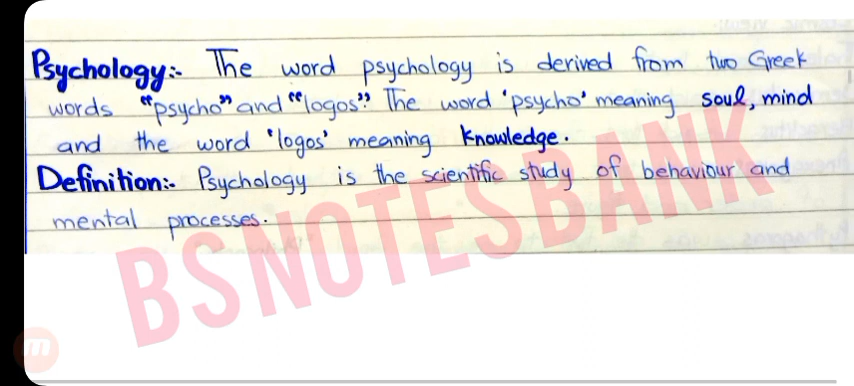 Psychology:- The word psychology is derived from two Greek
words "psycho" and "logos". The word 'psycho' meaning soul, mind
and the word 'logos' meaning knowledge.
Definition:- Psychology is the scientific study of behaviour and
mental processes.
BSNOTESBANK
m